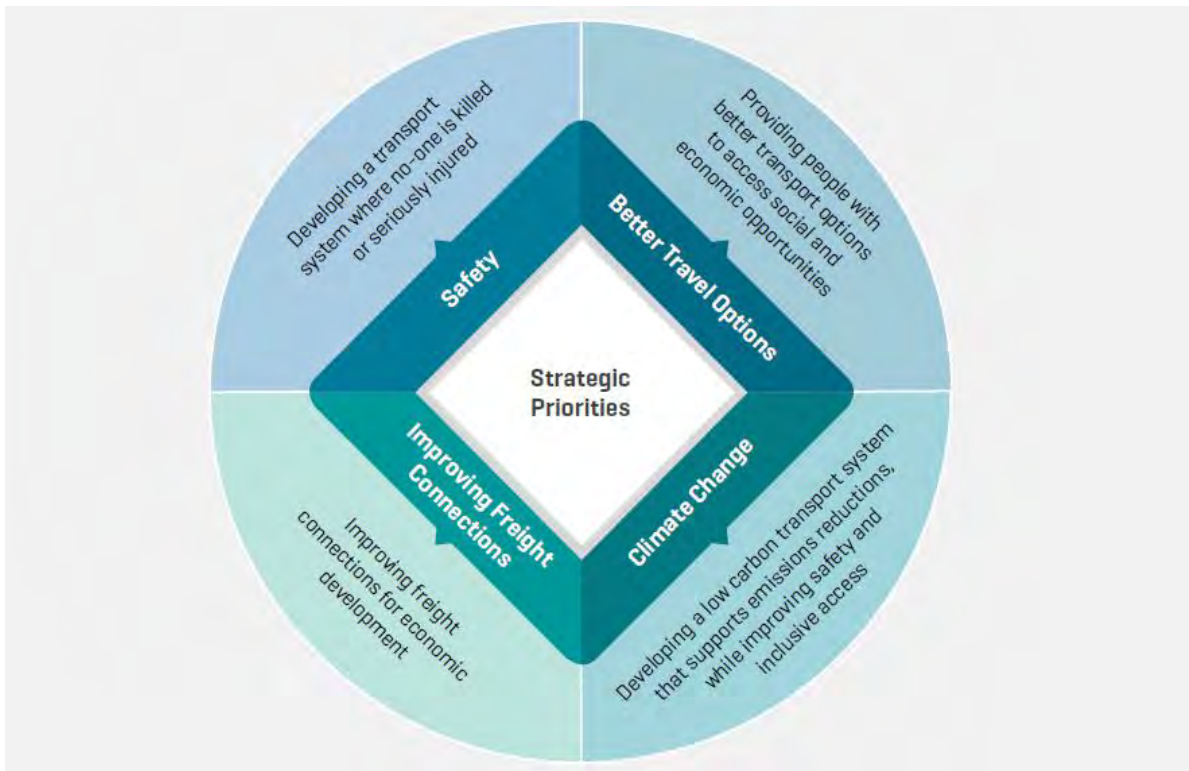 Developing a transport
system where no-one is killed
or seriously injured
Safety
Providing people with
better transport options
to access social and
economic opportunities
Better Travel Options
Strategic
Priorities
Improving Freight
Connections
Improving freight
connections for economic
development
Climate Change
Developing a low carbon transport system
that supports emissions reductions,
while improving safety and
inclusive access